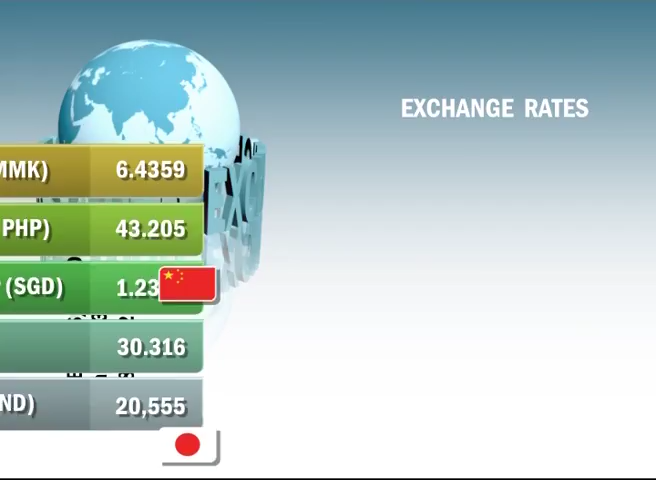 EXCHANGE RATES
MMK) 6.4359
PHP) 43.205
(SGD) 1.23
30.316
ND) 20,555